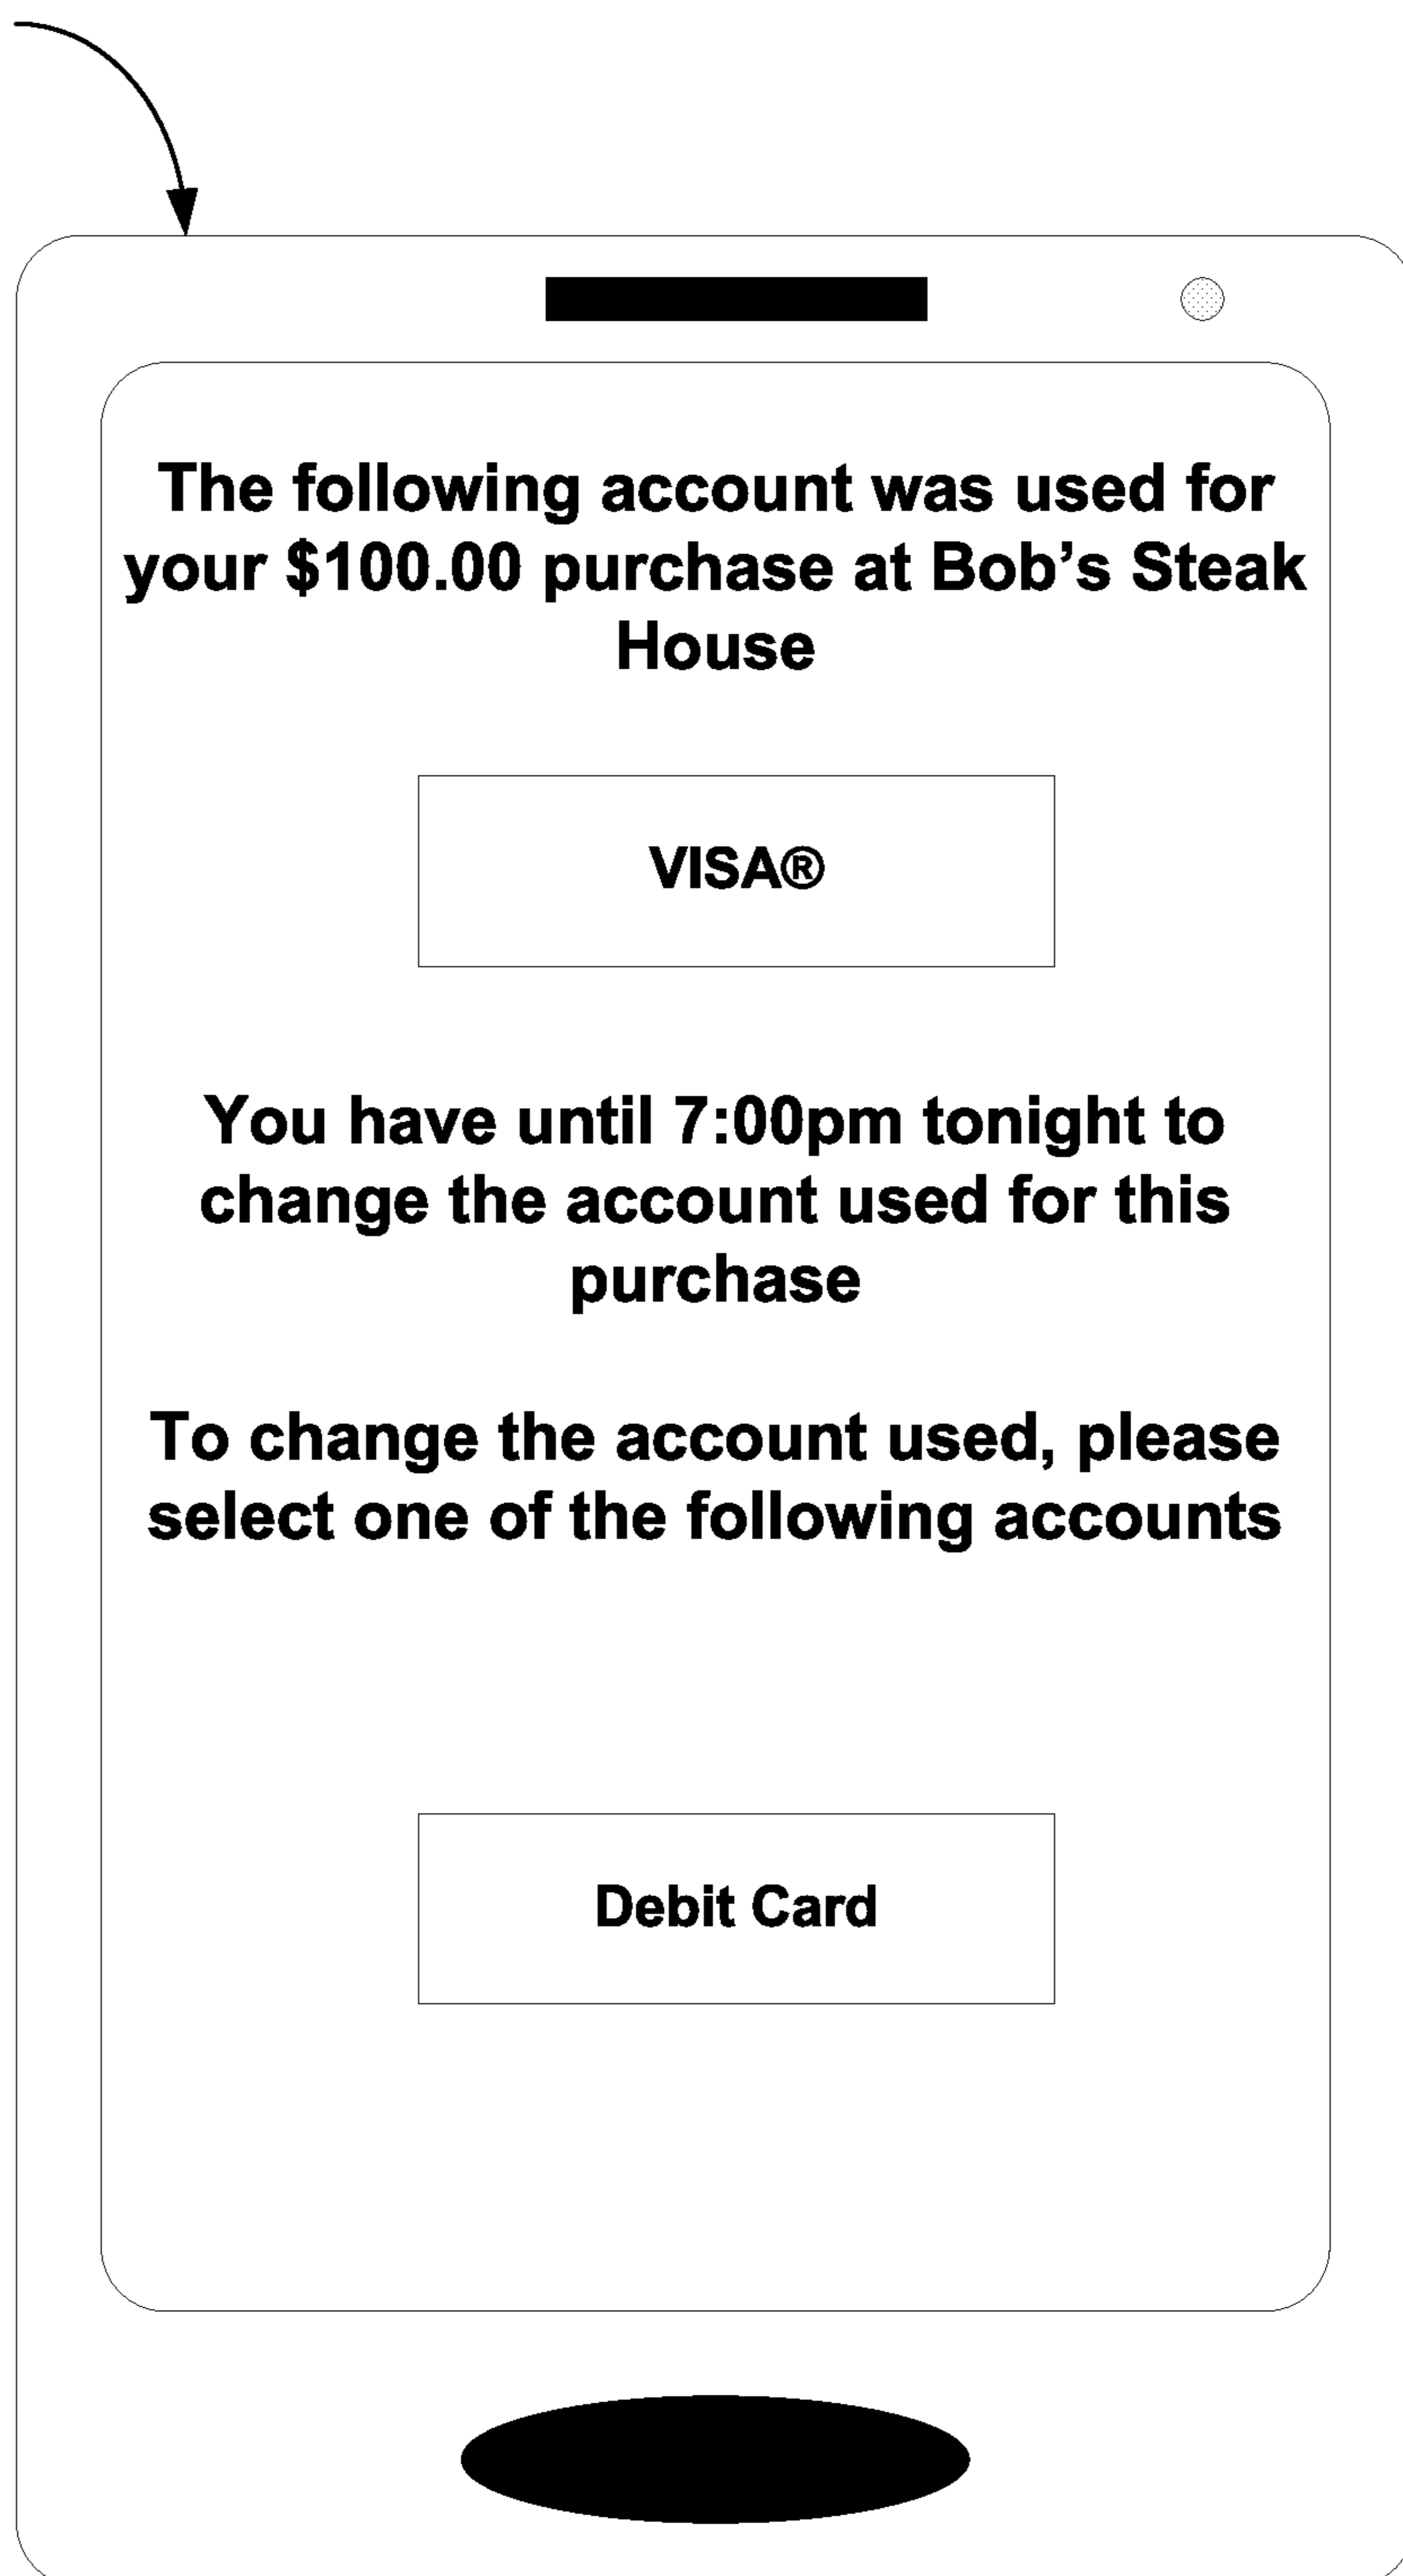 The following account was used for
your $100.00 purchase at Bob’s Steak
House
VISA®
You have until 7:00pm tonight to
change the account used for this
purchase
To change the account used, please
select one of the following accounts
Debit Card